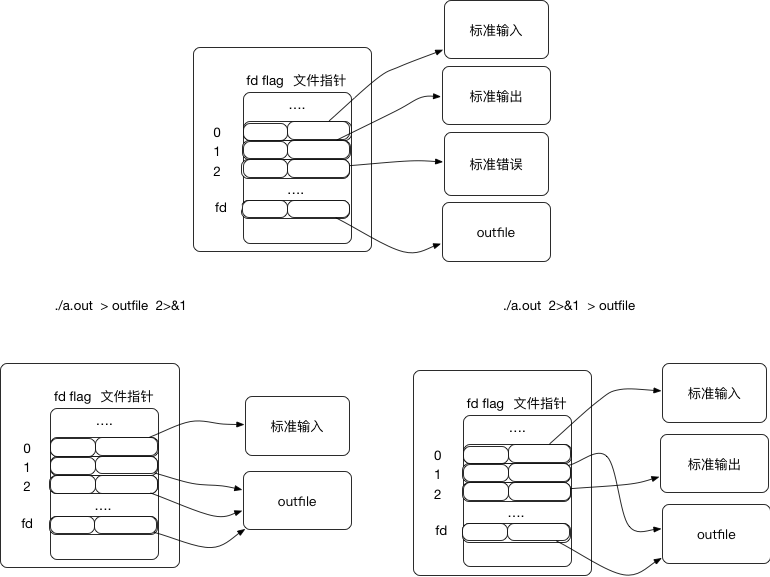 标准输入
fd flag 文件指针
标准输出
....
0
1
标准错误
2
....
fd
outfile
./a.out > outfile 2>&1
./a.out 2>&1 > outfile
fd flag 文件指针
....
标准输入
0
1
2
outfile
....
fd
标准输入
fd flag 文件指针
....
0
标准输出
1
2
....
fd
outfile